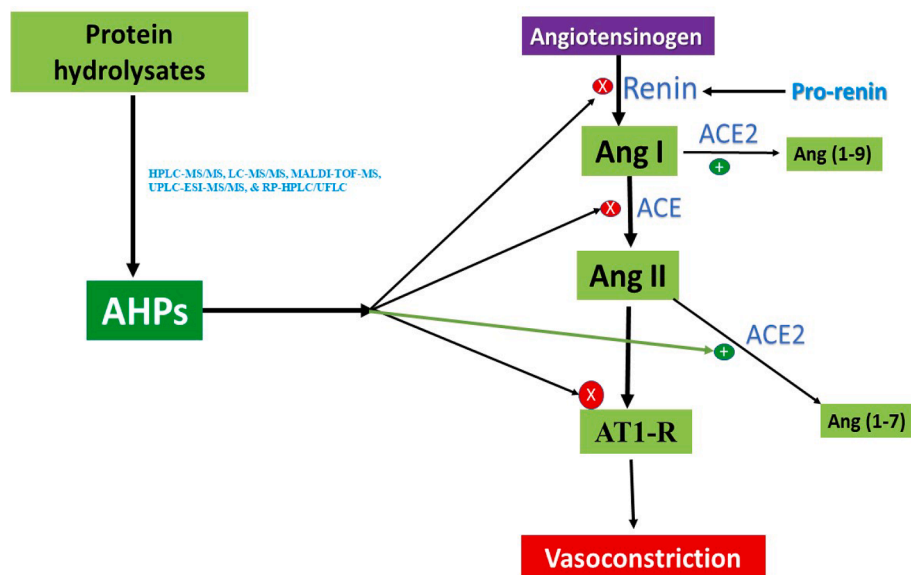 Protein
hydrolysates
Angiotensinogen
X
Renin
Pro-renin
HPLC-MS/MS, LC-MS/MS, MALDI-TOF-MS,
UPLC-ESI-MS/MS, & RP-HPLC/UFLC
Ang I
ACE2
+
Ang (1-9)
X
ACE
AHPs
Ang II
+
ACE2
X
AT1-R
Ang (1-7)
Vasoconstriction